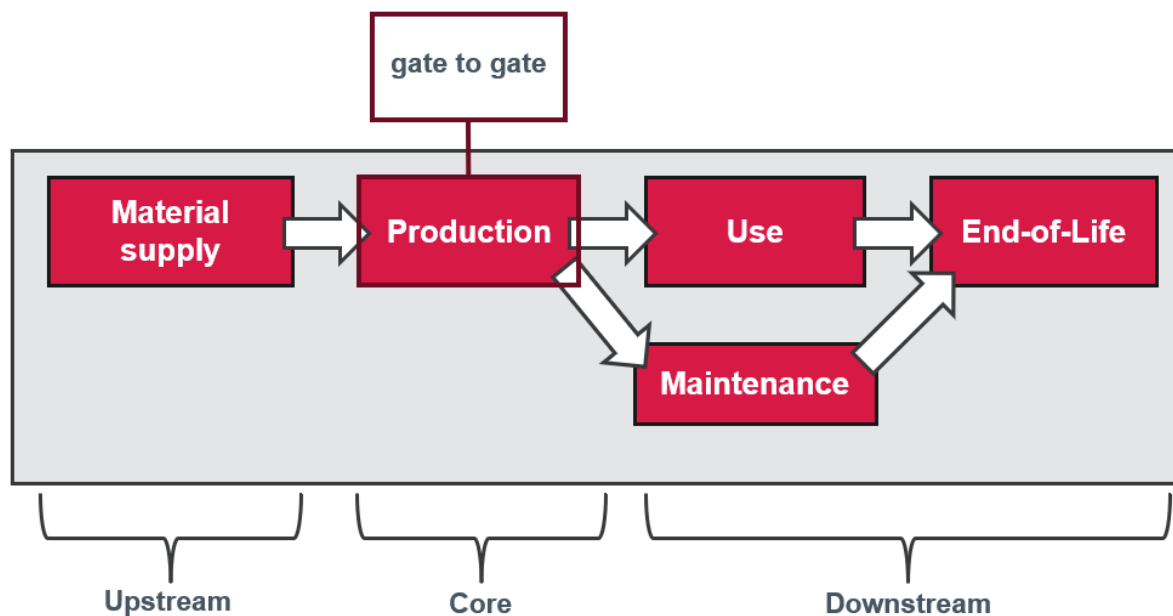 gate to gate
Material
supply
Production
Use
End-of-Life
Maintenance
Upstream
Core
Downstream